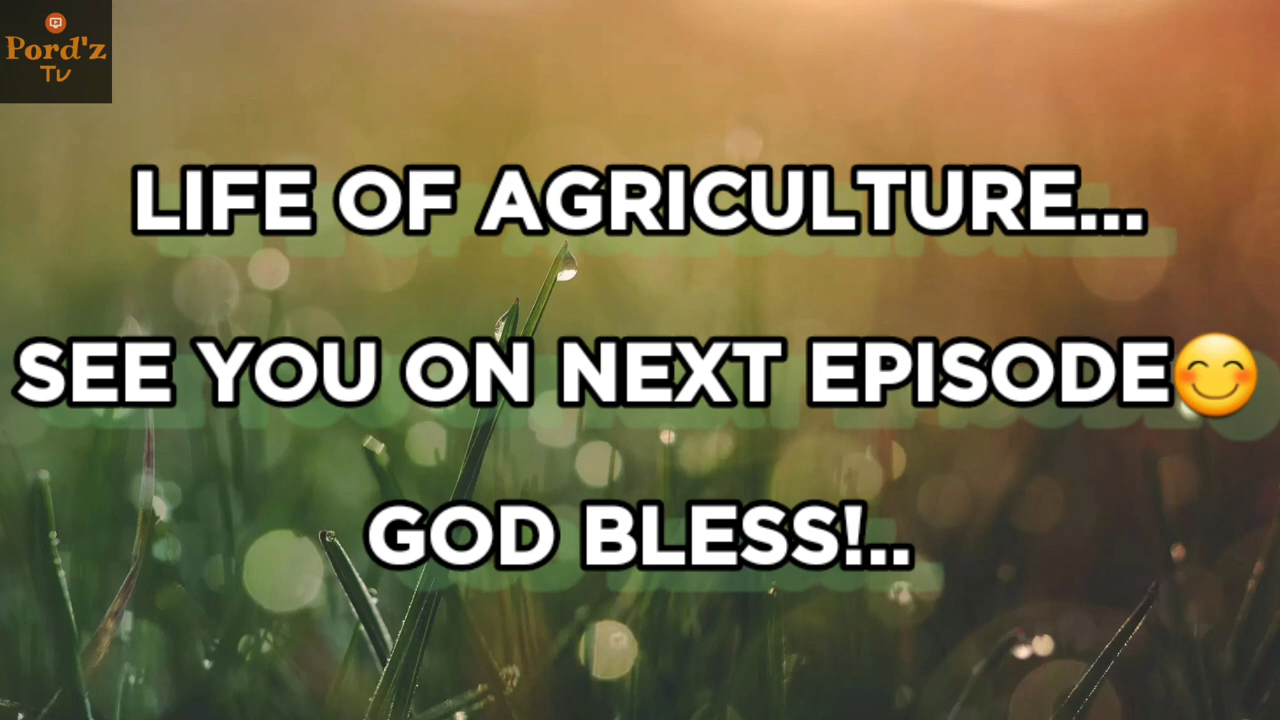 Pord'z
Tv
LIFE OF AGRICULTURE...
SEE YOU ON NEXT EPISODE😊
GOD BLESS!..